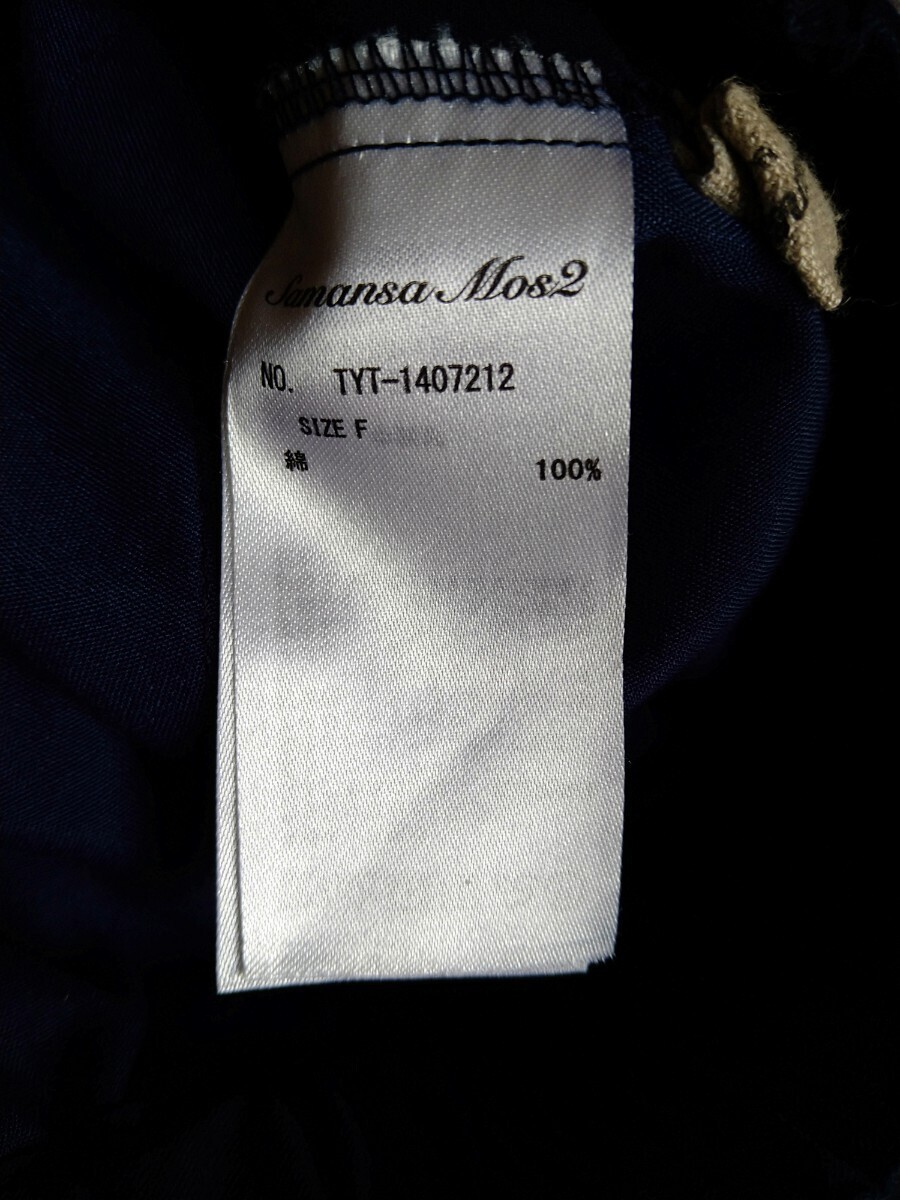 Samansa Mos2
NO. TYT-1407212
SIZE F
綿 100%